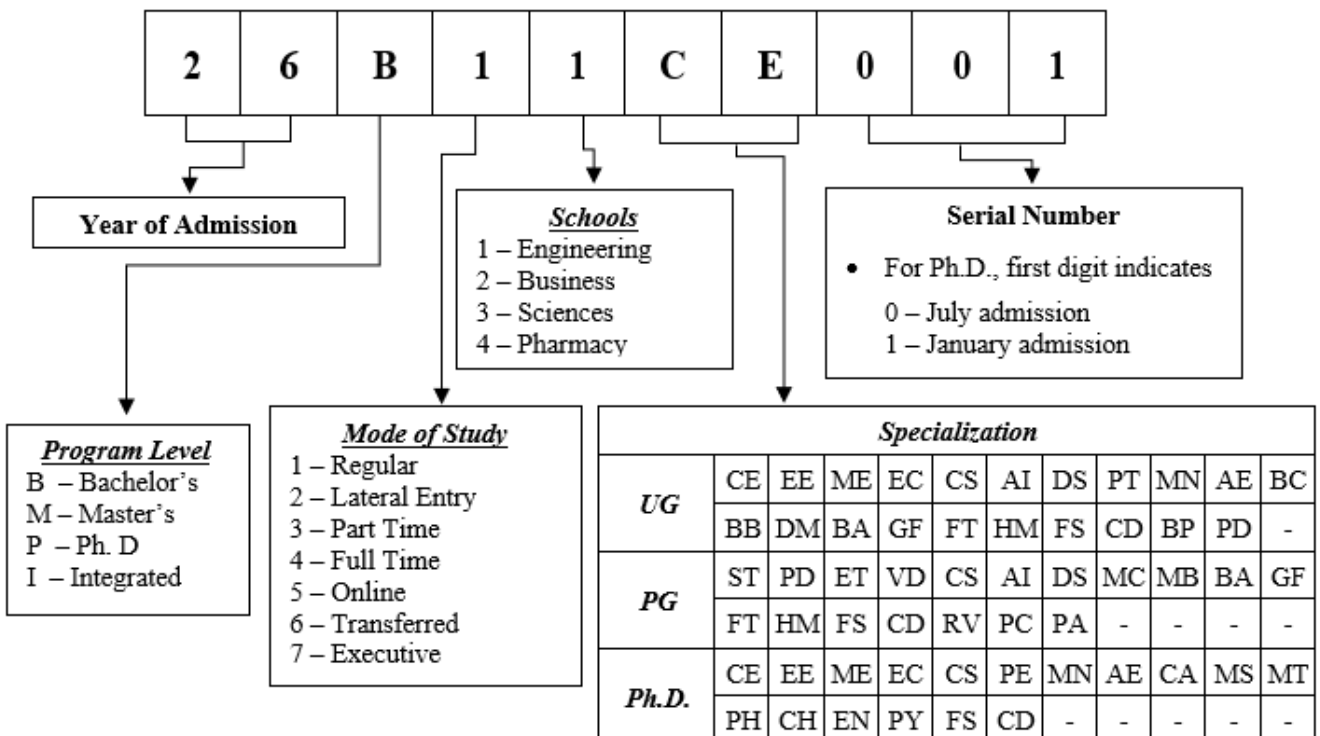 2 6 B 1 1 C E 0 0 1
Year of Admission
Schools
1 – Engineering
2 – Business
3 – Sciences
4 – Pharmacy
Serial Number
• For Ph.D., first digit indicates
0 – July admission
1 – January admission
Program Level
B – Bachelor's
M – Master's
P – Ph. D
I – Integrated
Mode of Study
1 – Regular
2 – Lateral Entry
3 – Part Time
4 – Full Time
5 – Online
6 – Transferred
7 – Executive
Specialization
UG
CE EE ME EC CS AI DS PT MN AE BC
BB DM BA GF FT HM FS CD BP PD -
PG
ST PD ET VD CS AI DS MC MB BA GF
FT HM FS CD RV PC PA - - - -
Ph.D.
CE EE ME EC CS PE MN AE CA MS MT
PH CH EN PY FS CD - - - - -